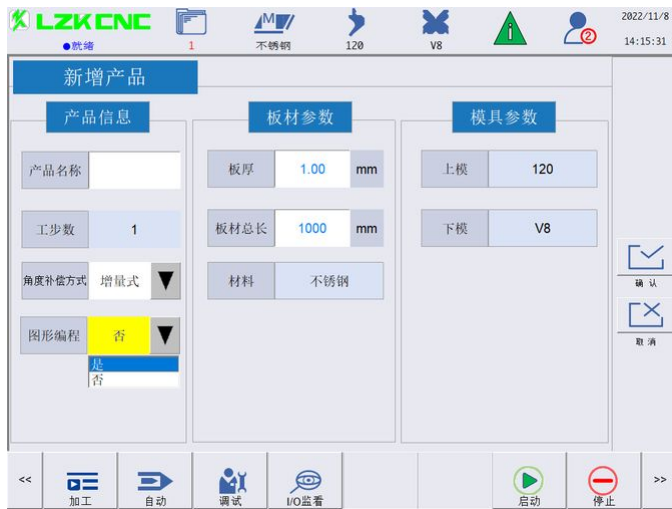 LZK CNC
●就绪
1
M
不锈钢
120
V8
2
2022/11/8
14:15:31
新增产品
产品信息
板材参数
模具参数
产品名称
板厚 1.00 mm
上模 120
工步数 1
板材总长 1000 mm
下模 V8
角度补偿方式 增量式
材料 不锈钢
图形编程 否
是
否
确认
取消
<<
加工
自动
调试
I/O监看
启动
停止
>>